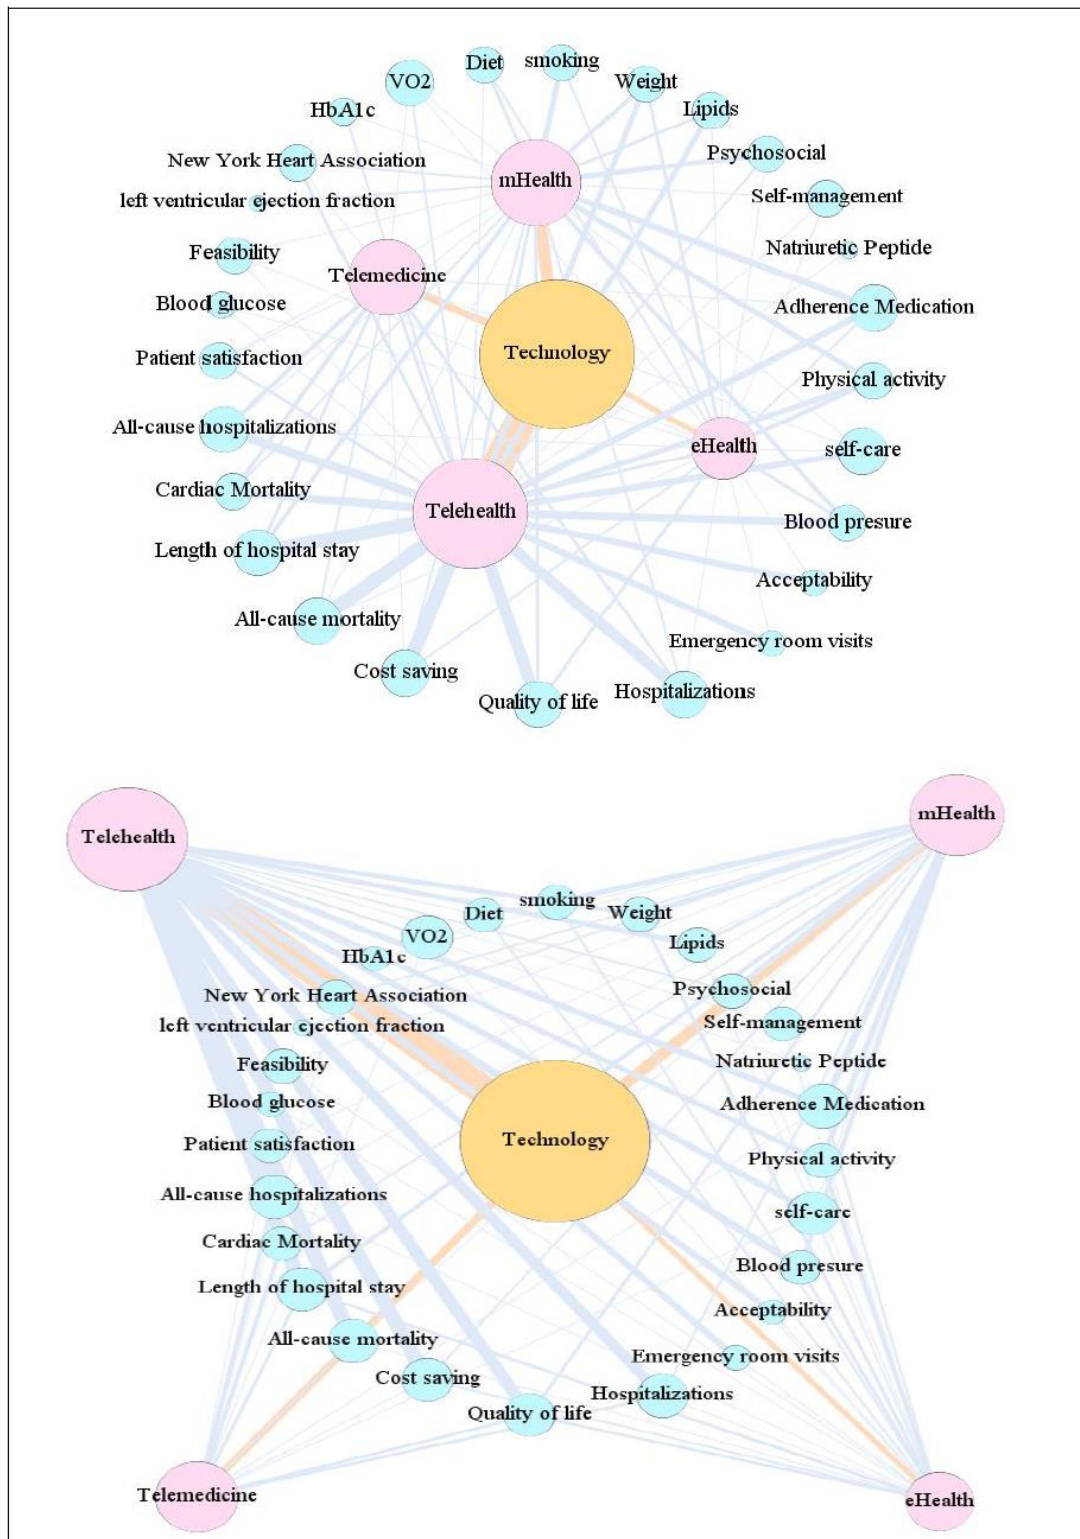 Diet
smoking
VO2
Weight
HbA1c
Lipids
New York Heart Association
mHealth
Psychosocial
left ventricular ejection fraction
Self-management
Feasibility
Telemedicine
Natriuretic Peptide
Blood glucose
Adherence Medication
Patient satisfaction
Technology
Physical activity
All-cause hospitalizations
eHealth
self-care
Cardiac Mortality
Telehealth
Blood presure
Length of hospital stay
Acceptability
All-cause mortality
Emergency room visits
Cost saving
Quality of life
Hospitalizations
Telehealth
mHealth
Diet
smoking
Weight
VO2
Lipids
HbA1c
New York Heart Association
Psychosocial
left ventricular ejection fraction
Self-management
Feasibility
Natriuretic Peptide
Blood glucose
Adherence Medication
Patient satisfaction
Technology
Physical activity
All-cause hospitalizations
self-care
Cardiac Mortality
Blood presure
Length of hospital stay
Acceptability
All-cause mortality
Emergency room visits
Cost saving
Hospitalizations
Quality of life
Telemedicine
eHealth